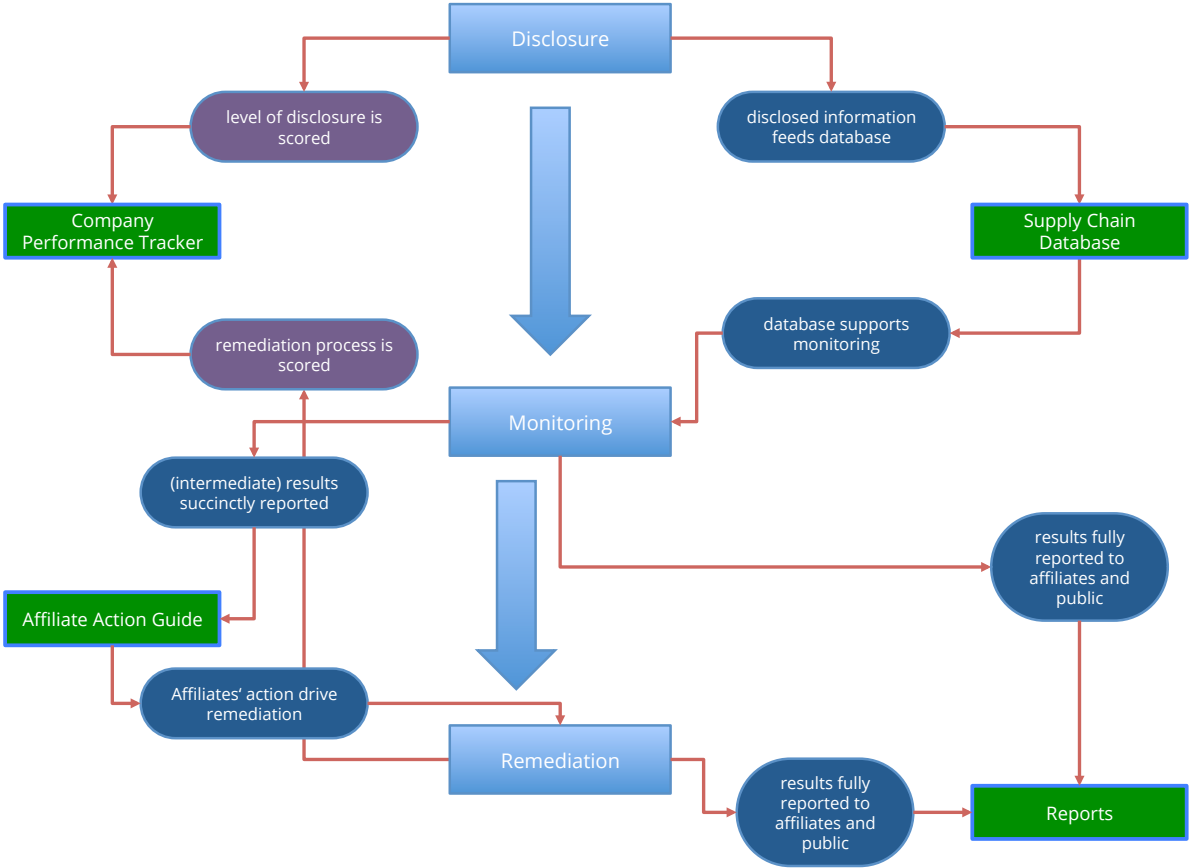 Disclosure
level of disclosure is
scored
disclosed information
feeds database
Company
Performance Tracker
Supply Chain
Database
remediation process is
scored
database supports
monitoring
Monitoring
(intermediate) results
succinctly reported
results fully
reported to
affiliates and
public
Affiliate Action Guide
Affiliates‘ action drive
remediation
Remediation
results fully
reported to
affiliates and
public
Reports